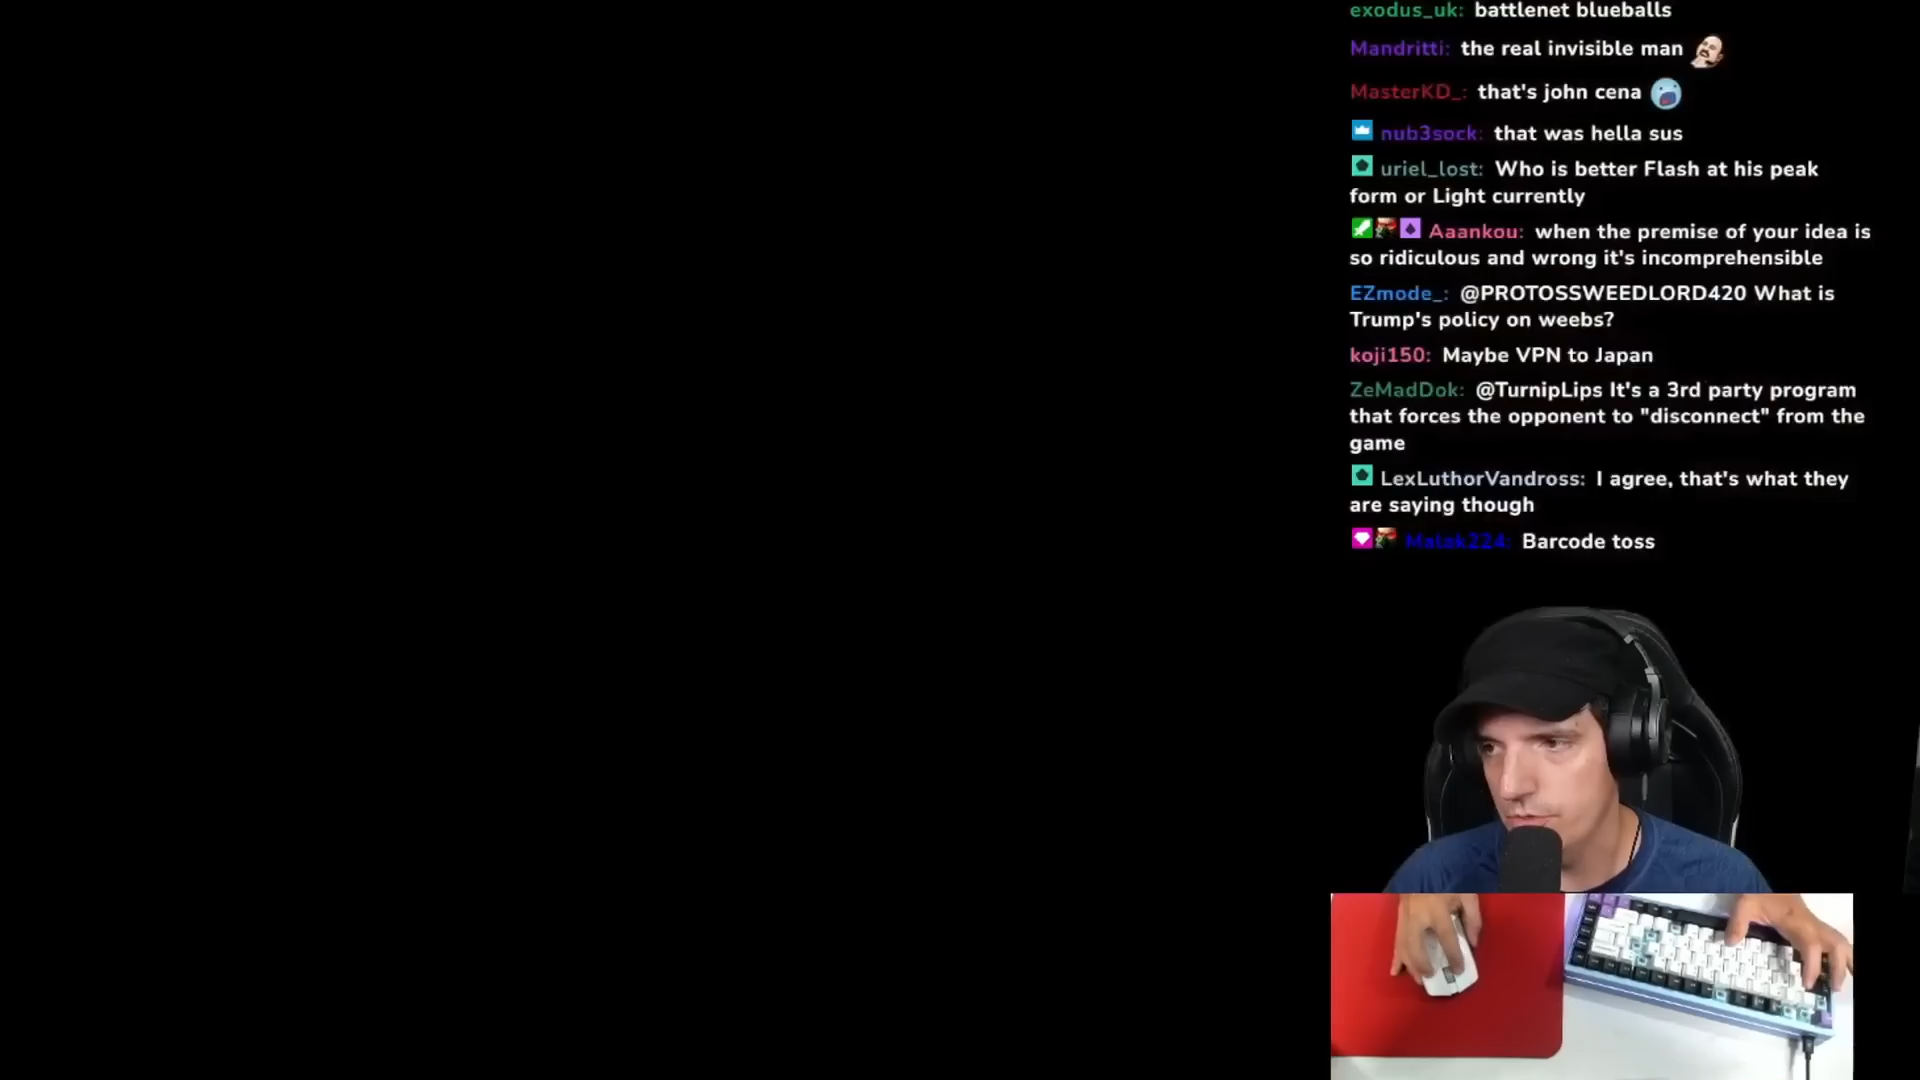 exodus_uk: battlenet blueballs
Mandritti: the real invisible man
MasterKD_: that's john cena
nub3sock: that was hella sus
uriel_lost: Who is better Flash at his peak
form or Light currently
Aaankou: when the premise of your idea is
so ridiculous and wrong it's incomprehensible
EZmode_: @PROTOSSWEEDLORD420 What is
Trump's policy on weebs?
koji150: Maybe VPN to Japan
ZeMadDok: @TurnipLips It's a 3rd party program
that forces the opponent to "disconnect" from the
game
LexLuthorVandross: I agree, that's what they
are saying though
Malak224: Barcode toss